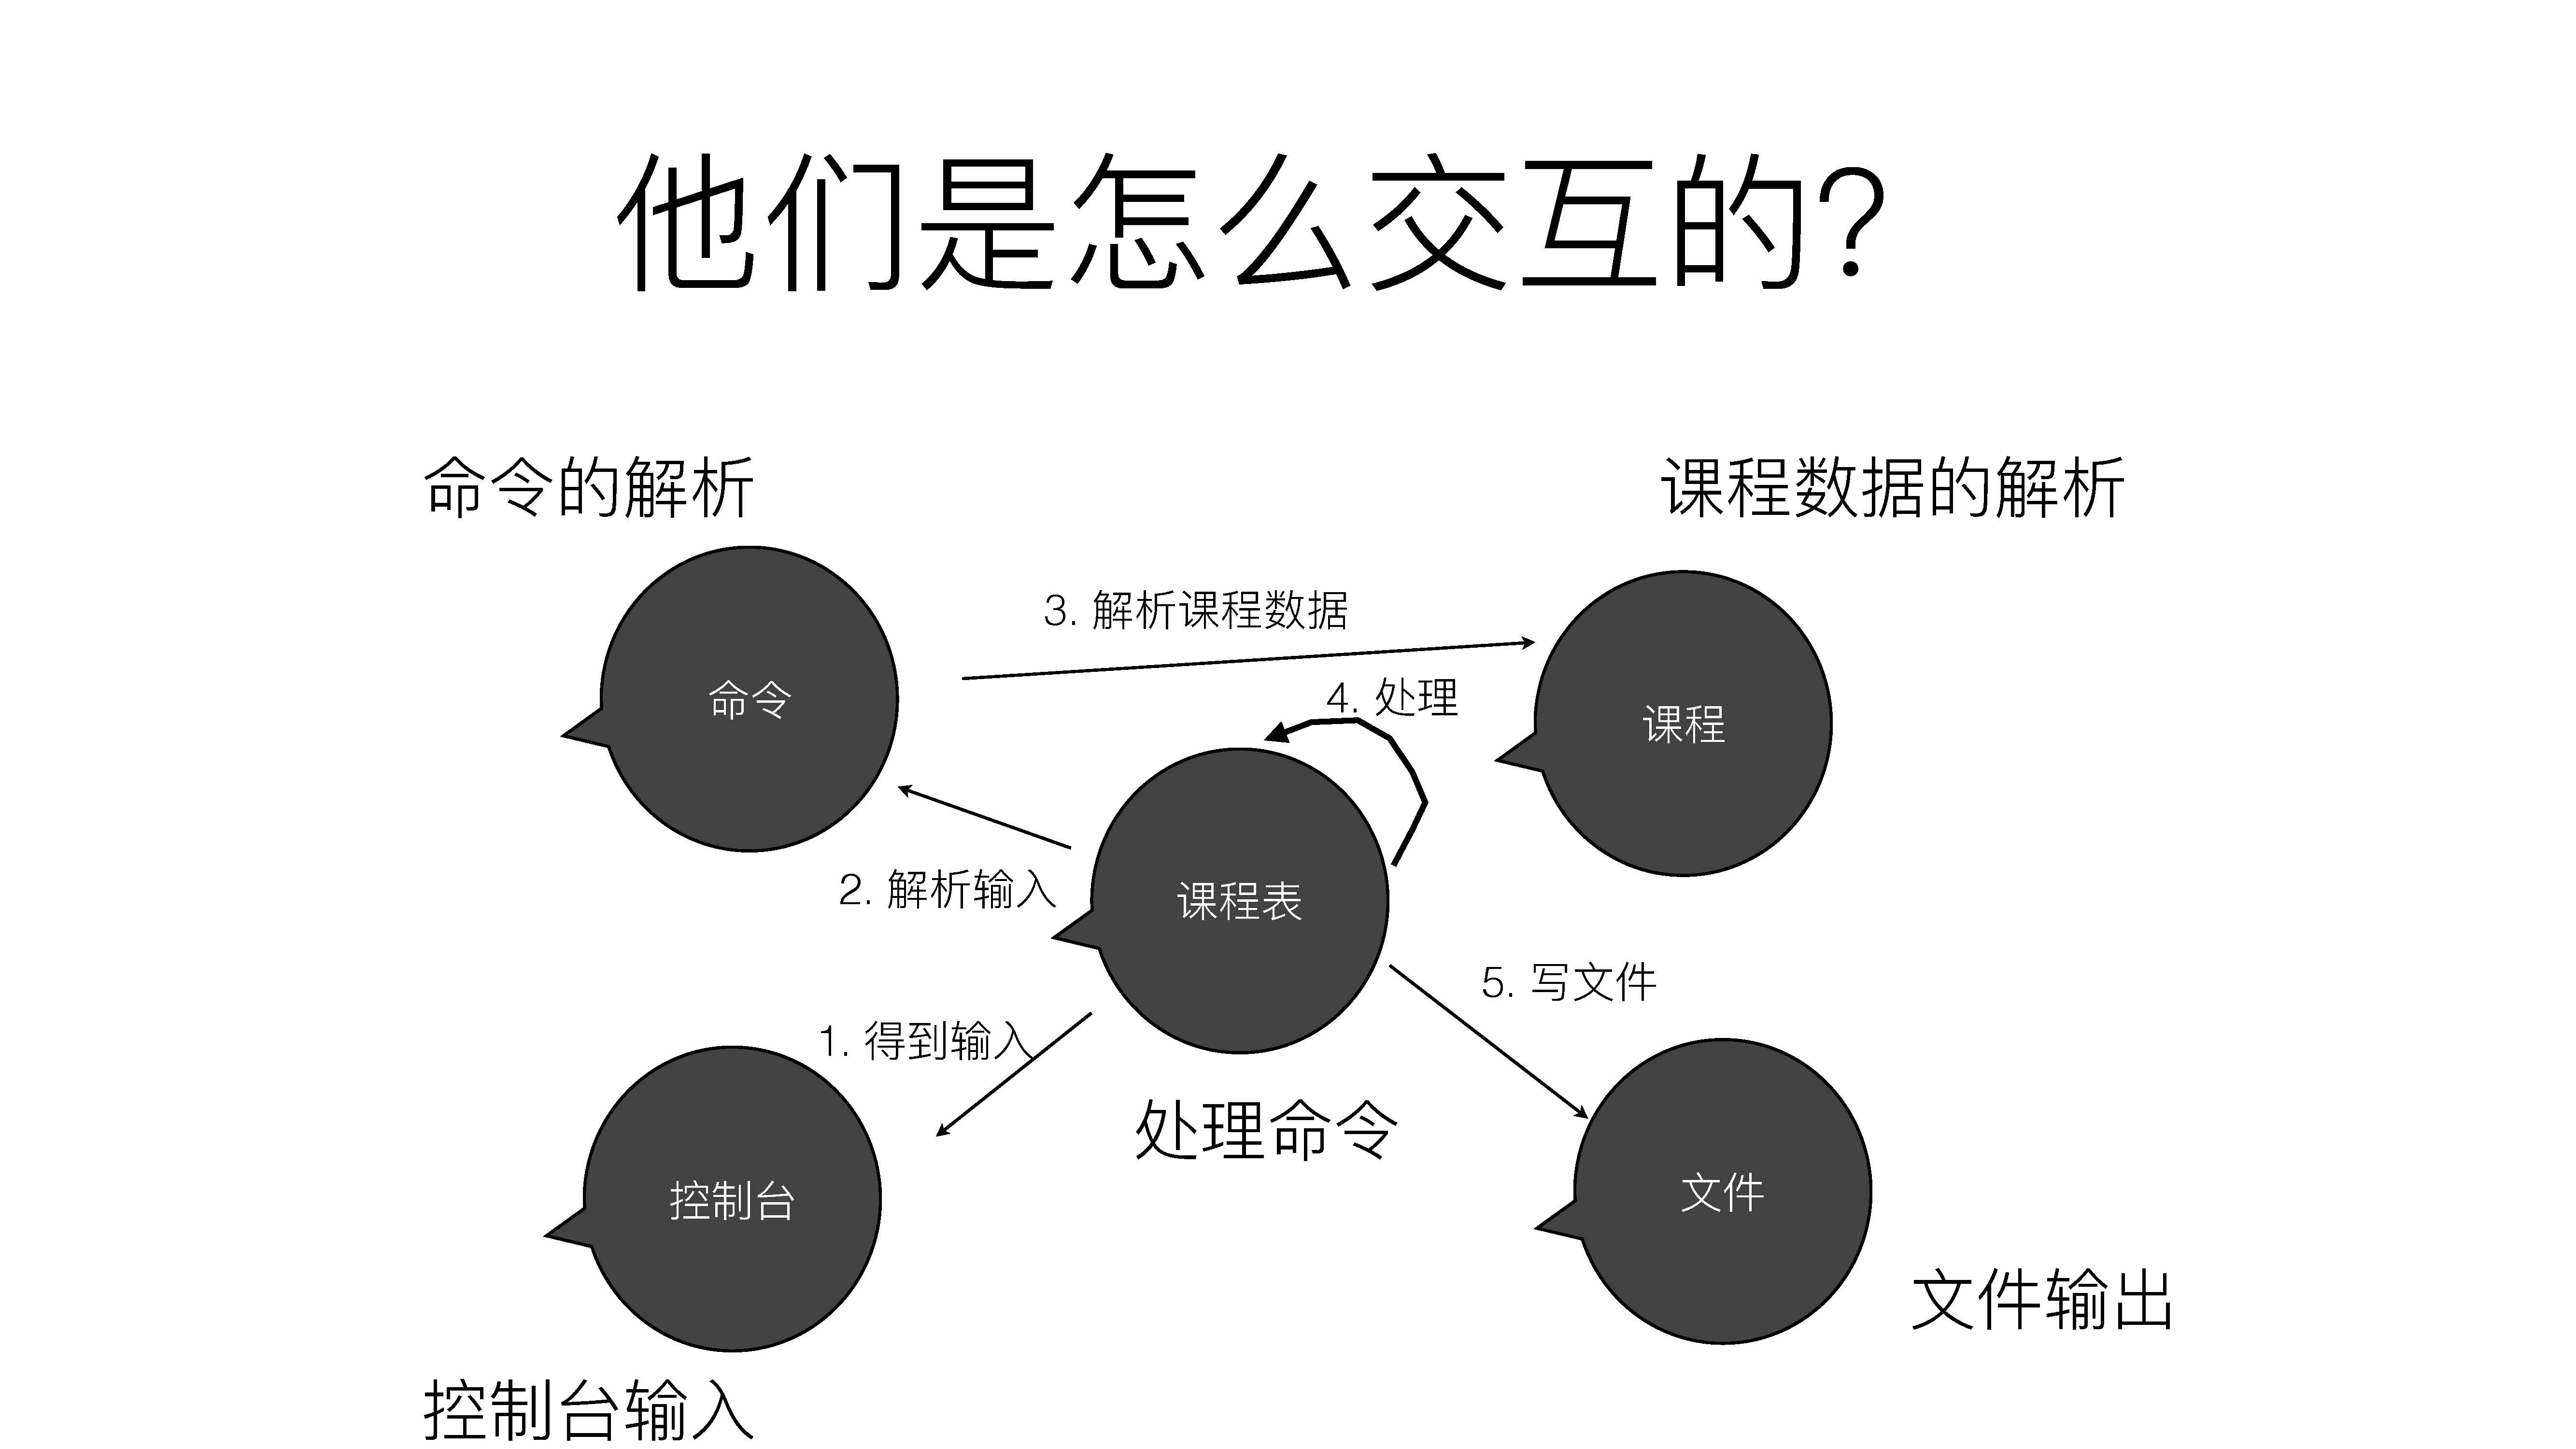 他们是怎么交互的?
命令的解析
课程数据的解析
3. 解析课程数据
4. 处理
命令
课程
2. 解析输入
课程表
5. 写文件
1. 得到输入
处理命令
控制台
文件
文件输出
控制台输入